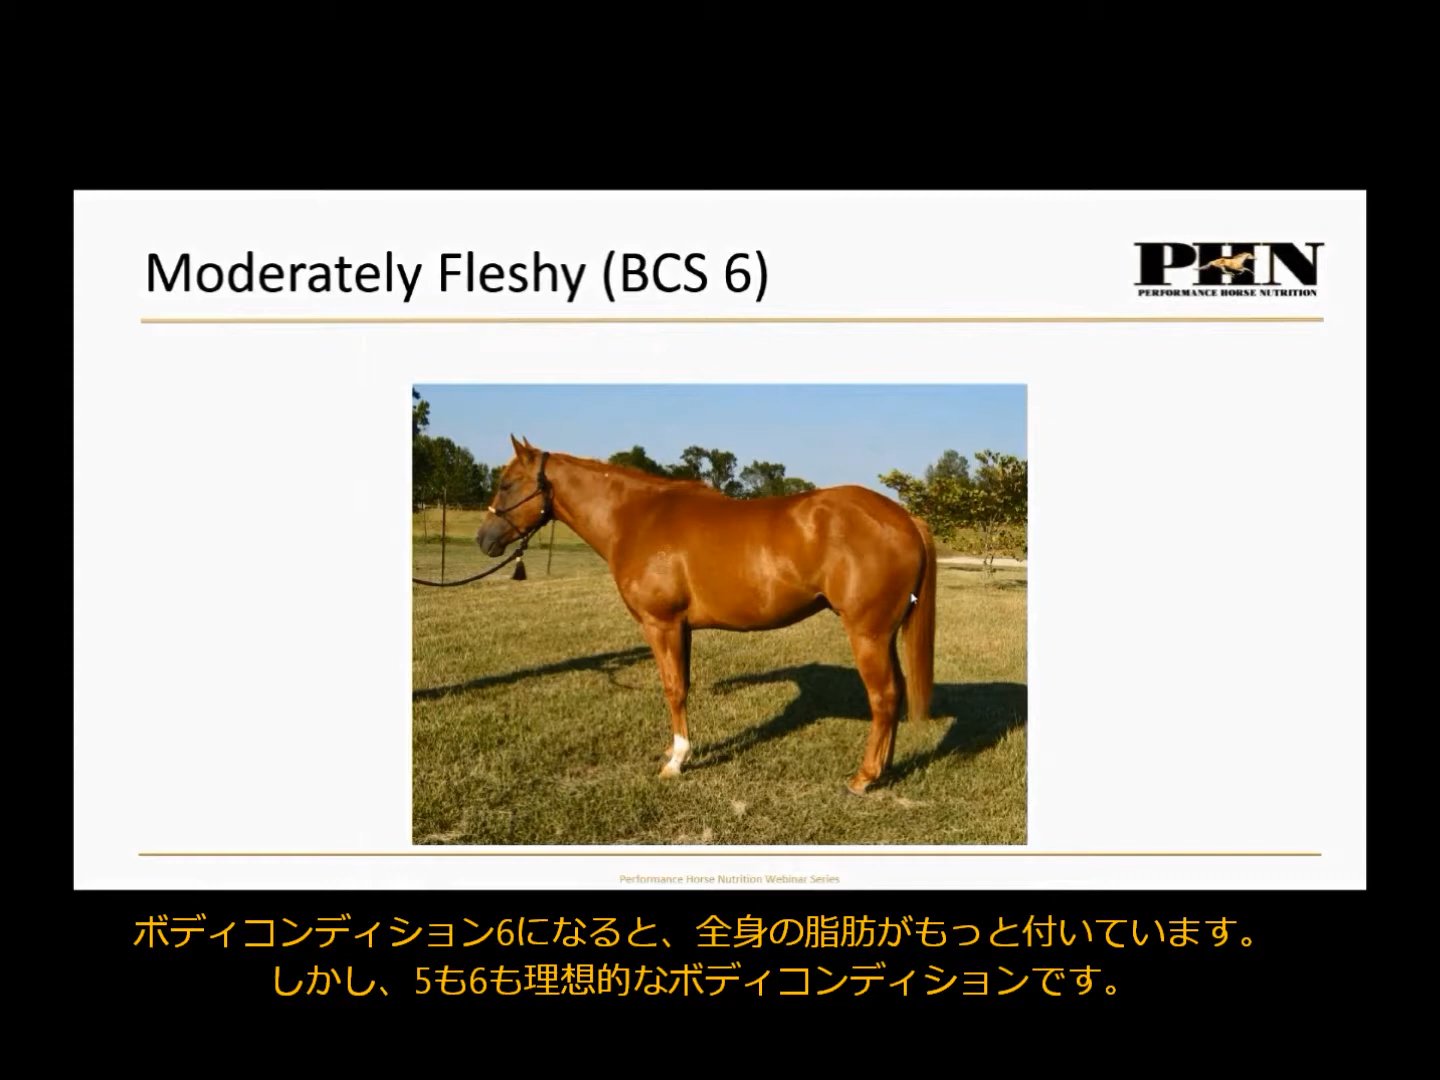 Moderately Fleshy (BCS 6)
PHN
PERFORMANCE HORSE NUTRITION
Performance Horse Nutrition Webinar Series
ボディコンディション6になると、全身の脂肪がもっと付いています。
しかし、5も6も理想的なボディコンディションです。